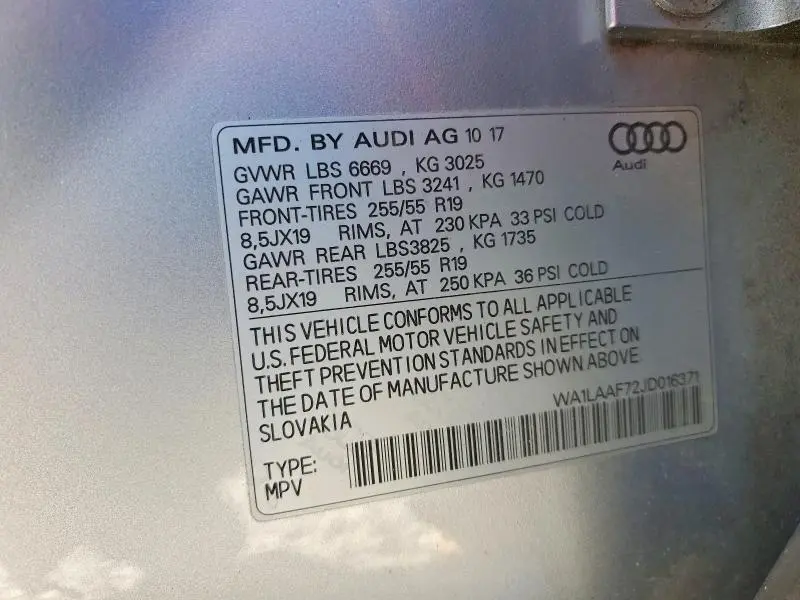 MFD. BY AUDI AG 10 17
Audi
GVWR LBS 6669 , KG 3025
GAWR FRONT LBS 3241 , KG 1470
FRONT-TIRES 255/55 R19
8,5JX19 RIMS, AT 230 KPA 33 PSI COLD
GAWR REAR LBS3825 , KG 1735
REAR-TIRES 255/55 R19
8,5JX19 RIMS, AT 250 KPA 36 PSI COLD
THIS VEHICLE CONFORMS TO ALL APPLICABLE
U.S. FEDERAL MOTOR VEHICLE SAFETY AND
THEFT PREVENTION STANDARDS IN EFFECT ON
THE DATE OF MANUFACTURE SHOWN ABOVE
SLOVAKIA
WA1LAAF72JD016371
TYPE:
MPV